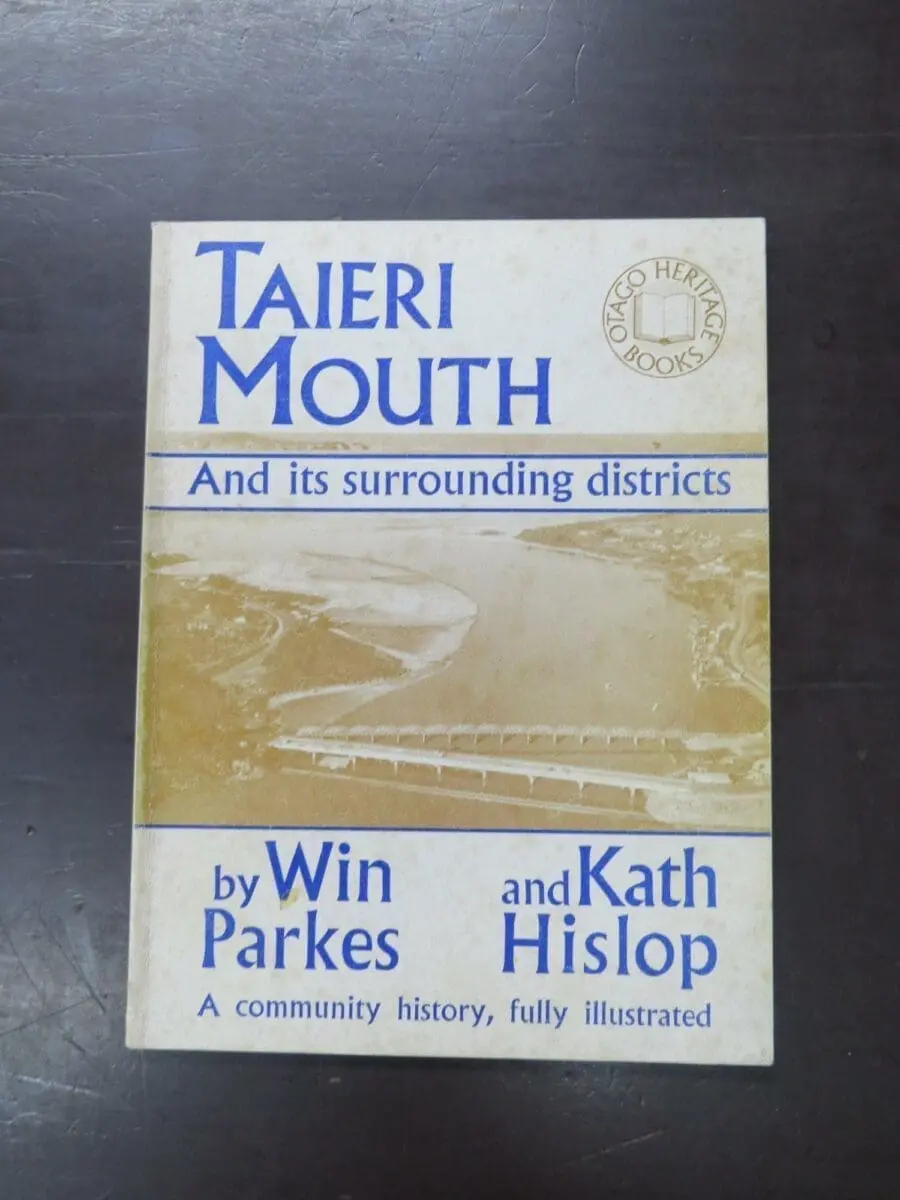 TAIERI
MOUTH
OTAGO HERITAGE
BOOKS
And its surrounding districts
by Win
Parkes
and Kath
Hislop
A community history, fully illustrated